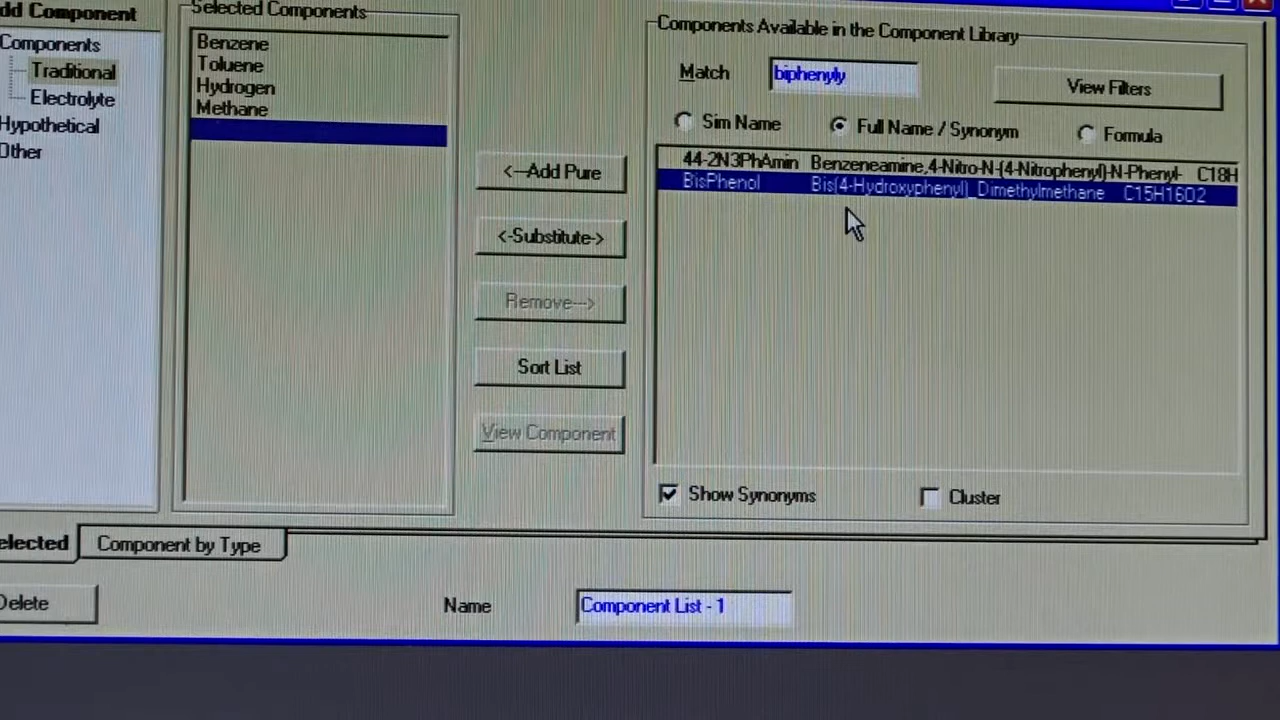 dd Component
Components
Traditional
Electrolyte
Hypothetical
Other
Selected Components
Benzene
Toluene
Hydrogen
Methane
<--Add Pure
<-Substitute->
Remove--->
Sort List
View Component
Components Available in the Component Library
Match biphenyly
View Filters
Sim Name Full Name / Synonym Formula
44-2N3PhAmin Benzeneamine,4-Nitro-N-(4-Nitrophenyl)-N-Phenyl- C18H
BisPhenol Bis(4-Hydroxyphenyl)_Dimethylmethane C15H16O2
Show Synonyms Cluster
elected Component by Type
Delete
Name Component List - 1